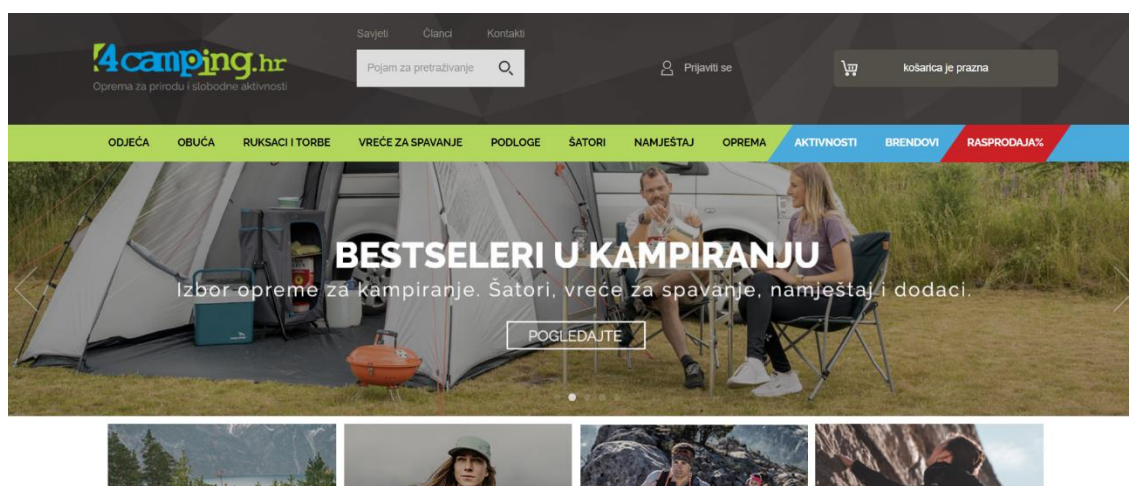 Savjeti Članci Kontakti
4camping.hr
Oprema za prirodu i slobodne aktivnosti
Pojam za pretraživanje
Prijaviti se
košarica je prazna
ODJEĆA OBUĆA RUKSACI I TORBE VREĆE ZA SPAVANJE PODLOGE ŠATORI NAMJEŠTAJ OPREMA AKTIVNOSTI BRENDOVI RASPRODAJA%
BESTSELERI U KAMPIRANJU
Izbor opreme za kampiranje. Šatori, vreće za spavanje, namještaj i dodaci.
POGLEDAJTE